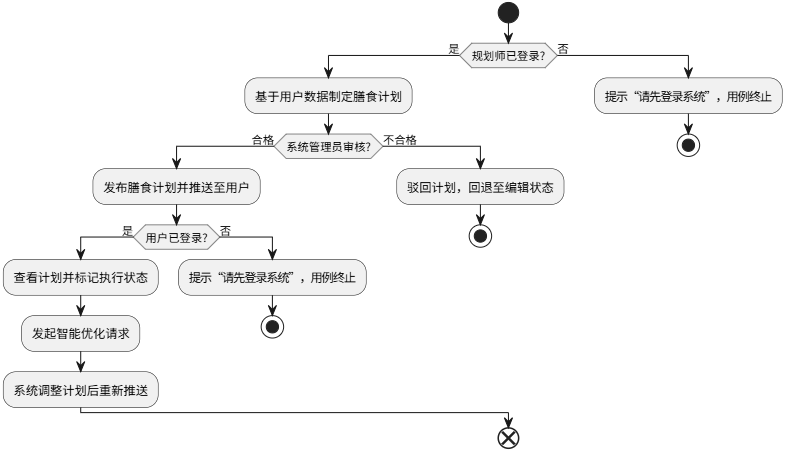 规划师已登录?
是
否
基于用户数据制定膳食计划
提示“请先登录系统”，用例终止
系统管理员审核?
合格
不合格
发布膳食计划并推送至用户
驳回计划，回退至编辑状态
用户已登录?
是
否
查看计划并标记执行状态
提示“请先登录系统”，用例终止
发起智能优化请求
系统调整计划后重新推送